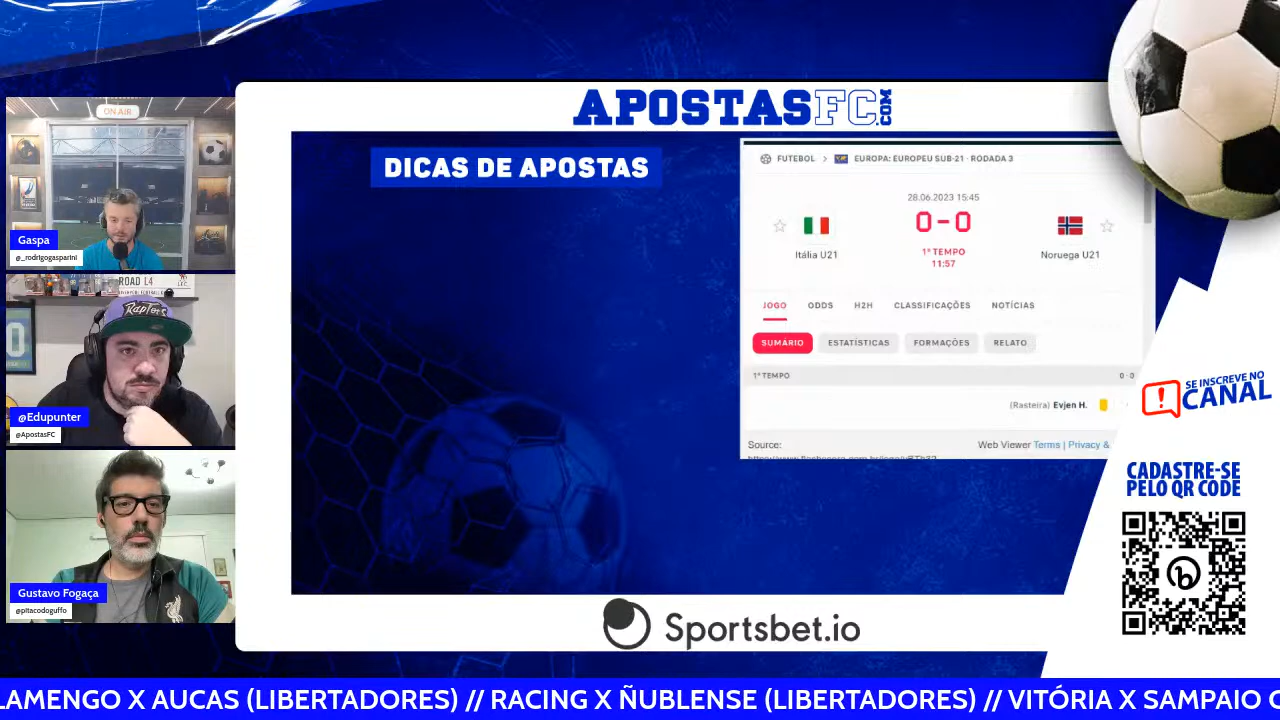 ON AIR
Gaspa
@_rodrigogasparini
ROAD L4
Raptors
@Edupunter
@ApostasFC
Gustavo Fogaça
@pitacodoguffo
APOSTASFC.COM
DICAS DE APOSTAS
FUTEBOL > EUROPA: EUROPEU SUB-21 - RODADA 3
28.06.2023 15:45
0-0
1º TEMPO
11:57
Itália U21
Noruega U21
JOGO ODDS H2H CLASSIFICAÇÕES NOTÍCIAS
SUMÁRIO ESTATÍSTICAS FORMAÇÕES RELATO
1º TEMPO 0 - 0
(Rasteira) Evjen H.
Source: Web Viewer Terms | Privacy &
Sportsbet.io
SE INSCREVE NO
CANAL
CADASTRE-SE
PELO QR CODE
LAMENGO X AUCAS (LIBERTADORES) // RACING X ÑUBLENSE (LIBERTADORES) // VITÓRIA X SAMPAIO